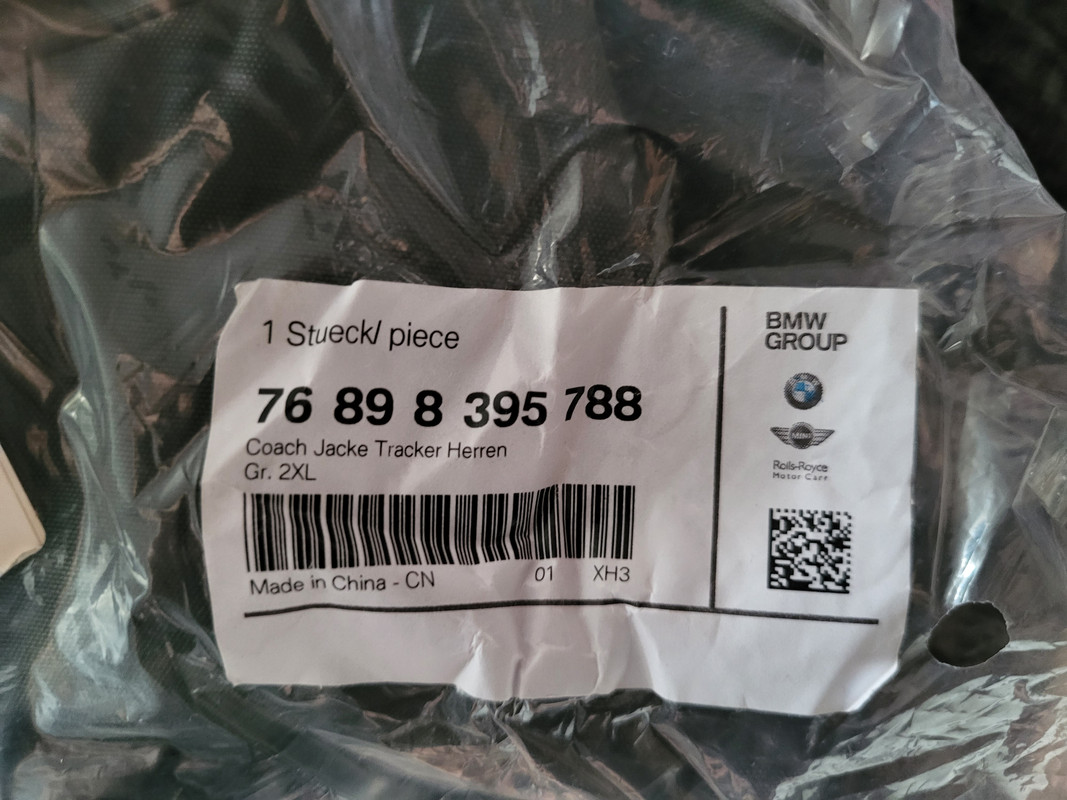 1 Stueck/ piece
76 89 8 395 788
Coach Jacke Tracker Herren
Gr. 2XL
Made in China - CN 01 XH3
BMW
GROUP
MINI
Rolls-Royce
Motor Cars